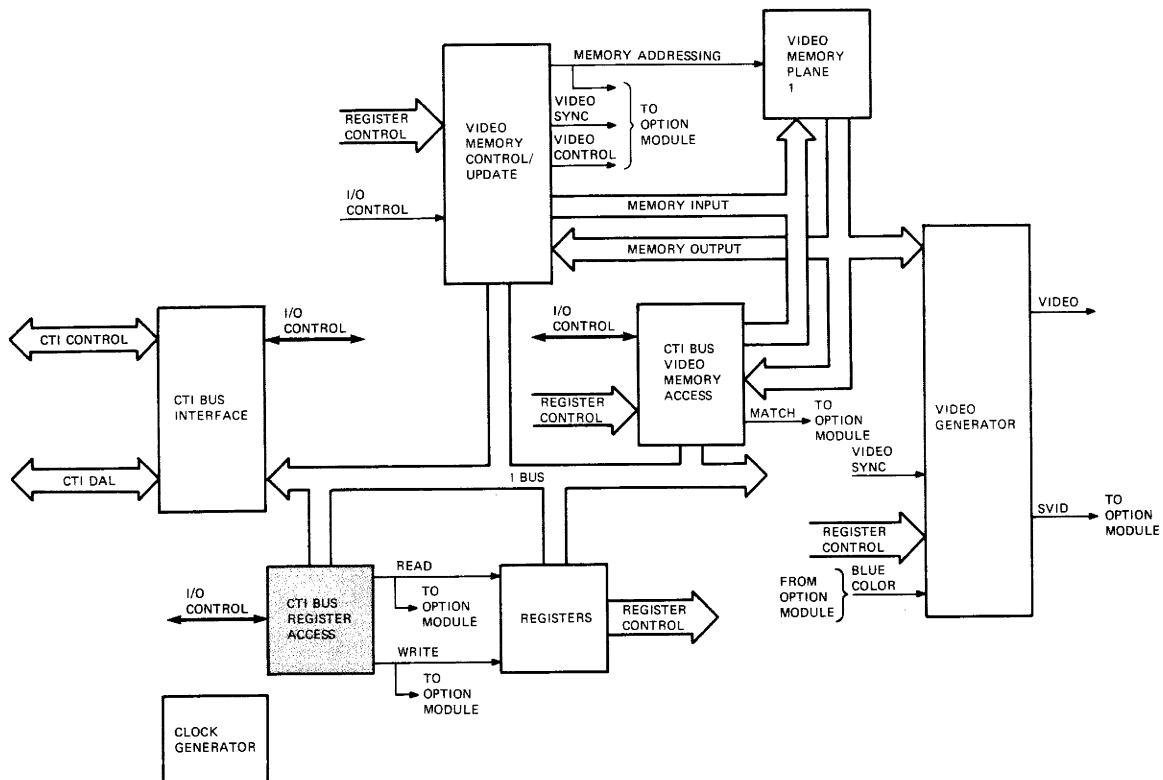 MEMORY ADDRESSING
VIDEO
MEMORY
PLANE
1
VIDEO
SYNC
VIDEO
CONTROL
TO
OPTION
MODULE
REGISTER
CONTROL
VIDEO
MEMORY
CONTROL/
UPDATE
I/O
CONTROL
MEMORY INPUT
MEMORY OUTPUT
I/O
CONTROL
CTI CONTROL
CTI BUS
INTERFACE
CTI DAL
I/O
CONTROL
CTI BUS
VIDEO
MEMORY
ACCESS
REGISTER
CONTROL
MATCH
TO
OPTION
MODULE
VIDEO
GENERATOR
VIDEO
VIDEO
SYNC
SVID
TO
OPTION
MODULE
REGISTER
CONTROL
FROM
OPTION
MODULE
BLUE
COLOR
I BUS
I/O
CONTROL
CTI BUS
REGISTER
ACCESS
READ
TO
OPTION
MODULE
WRITE
TO
OPTION
MODULE
REGISTERS
REGISTER
CONTROL
CLOCK
GENERATOR